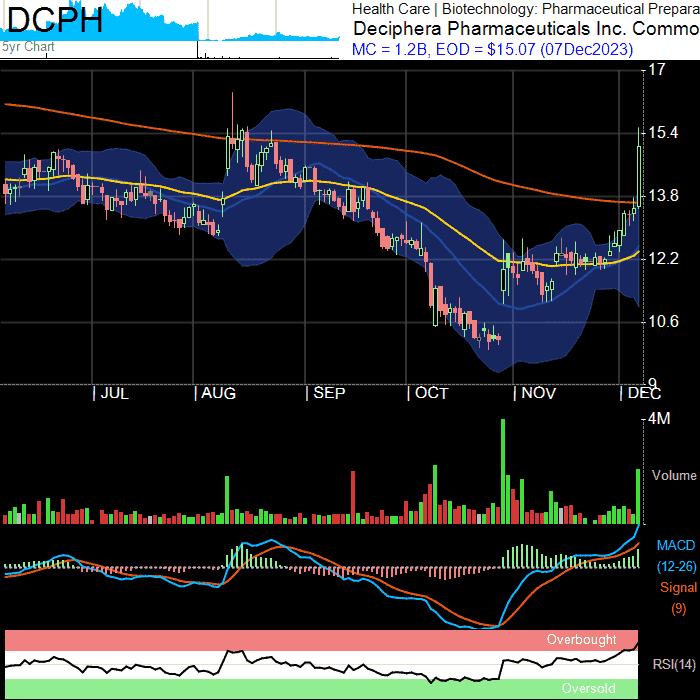 DCPH
Health Care | Biotechnology: Pharmaceutical Prepara
Deciphera Pharmaceuticals Inc. Commo
MC = 1.2B, EOD = $15.07 (07Dec2023)
5yr Chart
17
15.4
13.8
12.2
10.6
9
| JUL | AUG | SEP | OCT | NOV | DEC
4M
Volume
MACD
(12-26)
Signal
(9)
Overbought
RSI(14)
Oversold